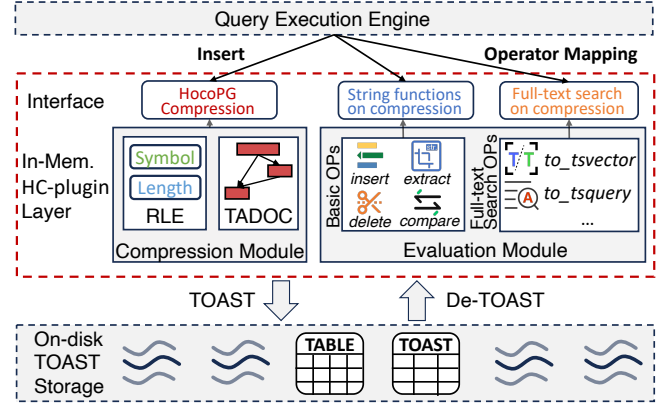 Query Execution Engine
Insert
Operator Mapping
Interface
HocoPG
Compression
String functions
on compression
Full-text search
on compression
In-Mem.
HC-plugin
Layer
Symbol
Length
RLE
TADOC
Compression Module
Basic OPs
insert
str
extract
delete
compare
Full-text
Search OPs
T/T
to_tsvector
A
to_tsquery
...
Evaluation Module
TOAST
De-TOAST
On-disk
TOAST
Storage
TABLE
TOAST